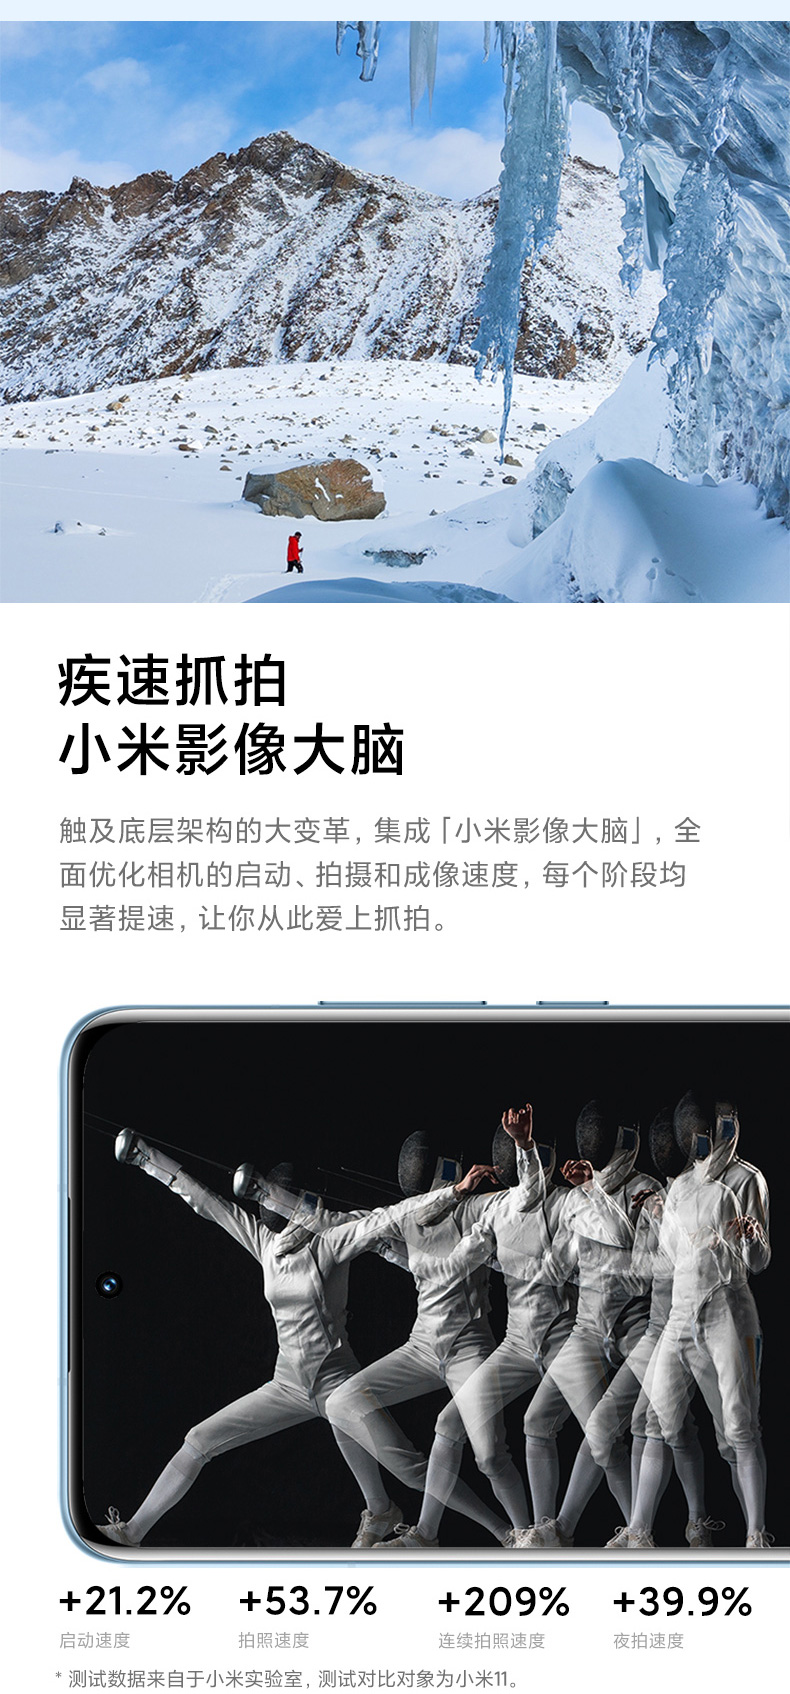 疾速抓拍
小米影像大脑
触及底层架构的大变革, 集成「小米影像大脑」, 全
面优化相机的启动、拍摄和成像速度, 每个阶段均
显著提速, 让你从此爱上抓拍。
+21.2% +53.7% +209% +39.9%
启动速度 拍照速度 连续拍照速度 夜拍速度
* 测试数据来自于小米实验室, 测试对比对象为小米11。